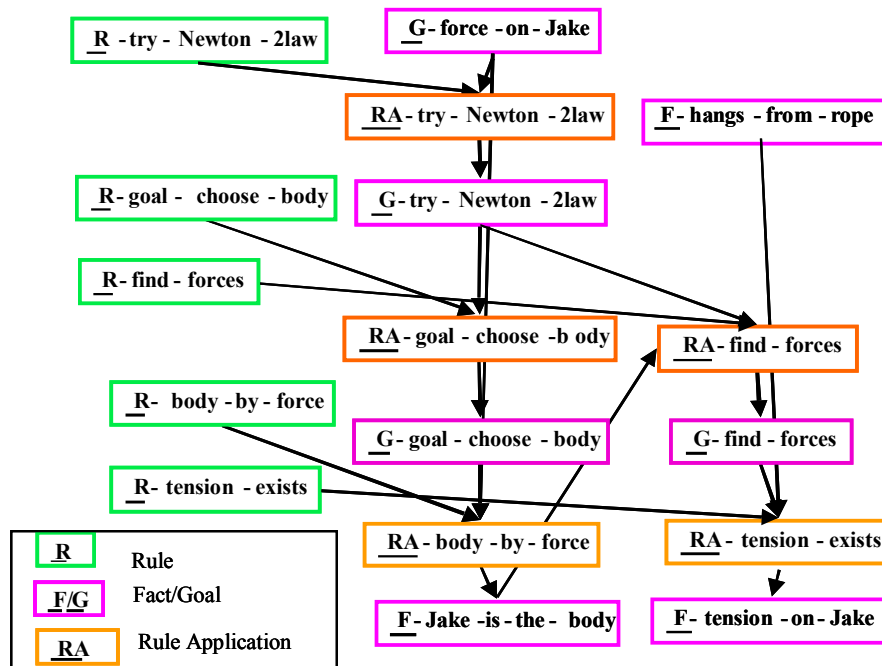 R - try - Newton - 2law
G - force - on - Jake
RA - try - Newton - 2law
F - hangs - from - rope
R - goal - choose - body
G - try - Newton - 2law
R - find - forces
RA - goal - choose - b ody
RA - find - forces
R - body - by - force
G - goal - choose - body
G - find - forces
R - tension - exists
RA - body - by - force
RA - tension - exists
F - Jake - is - the - body
F - tension - on - Jake
R Rule
F/G Fact/Goal
RA Rule Application